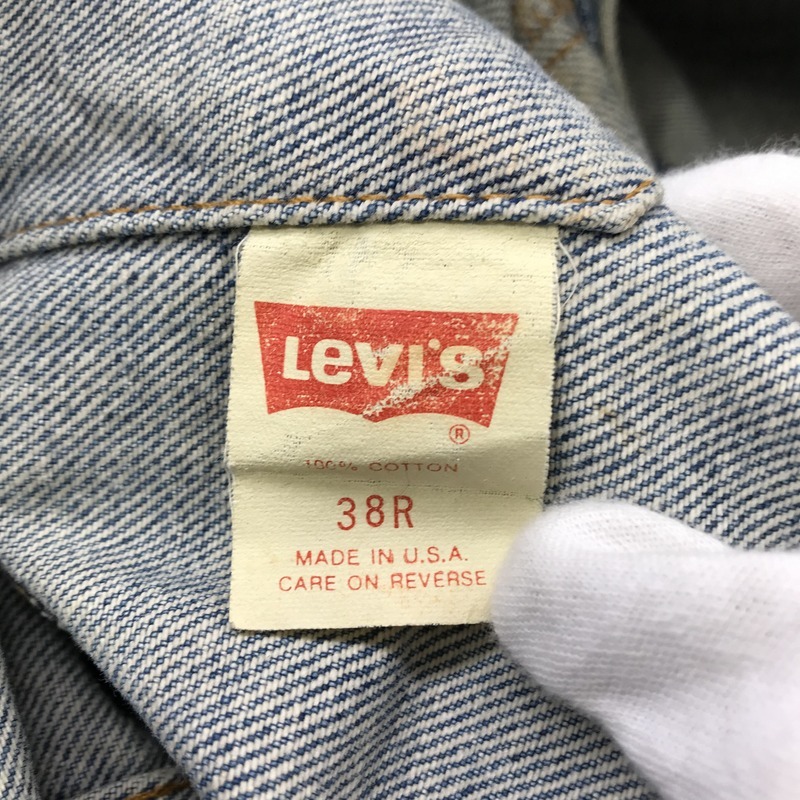 Levi's
®
100% COTTON
38R
MADE IN U.S.A.
CARE ON REVERSE